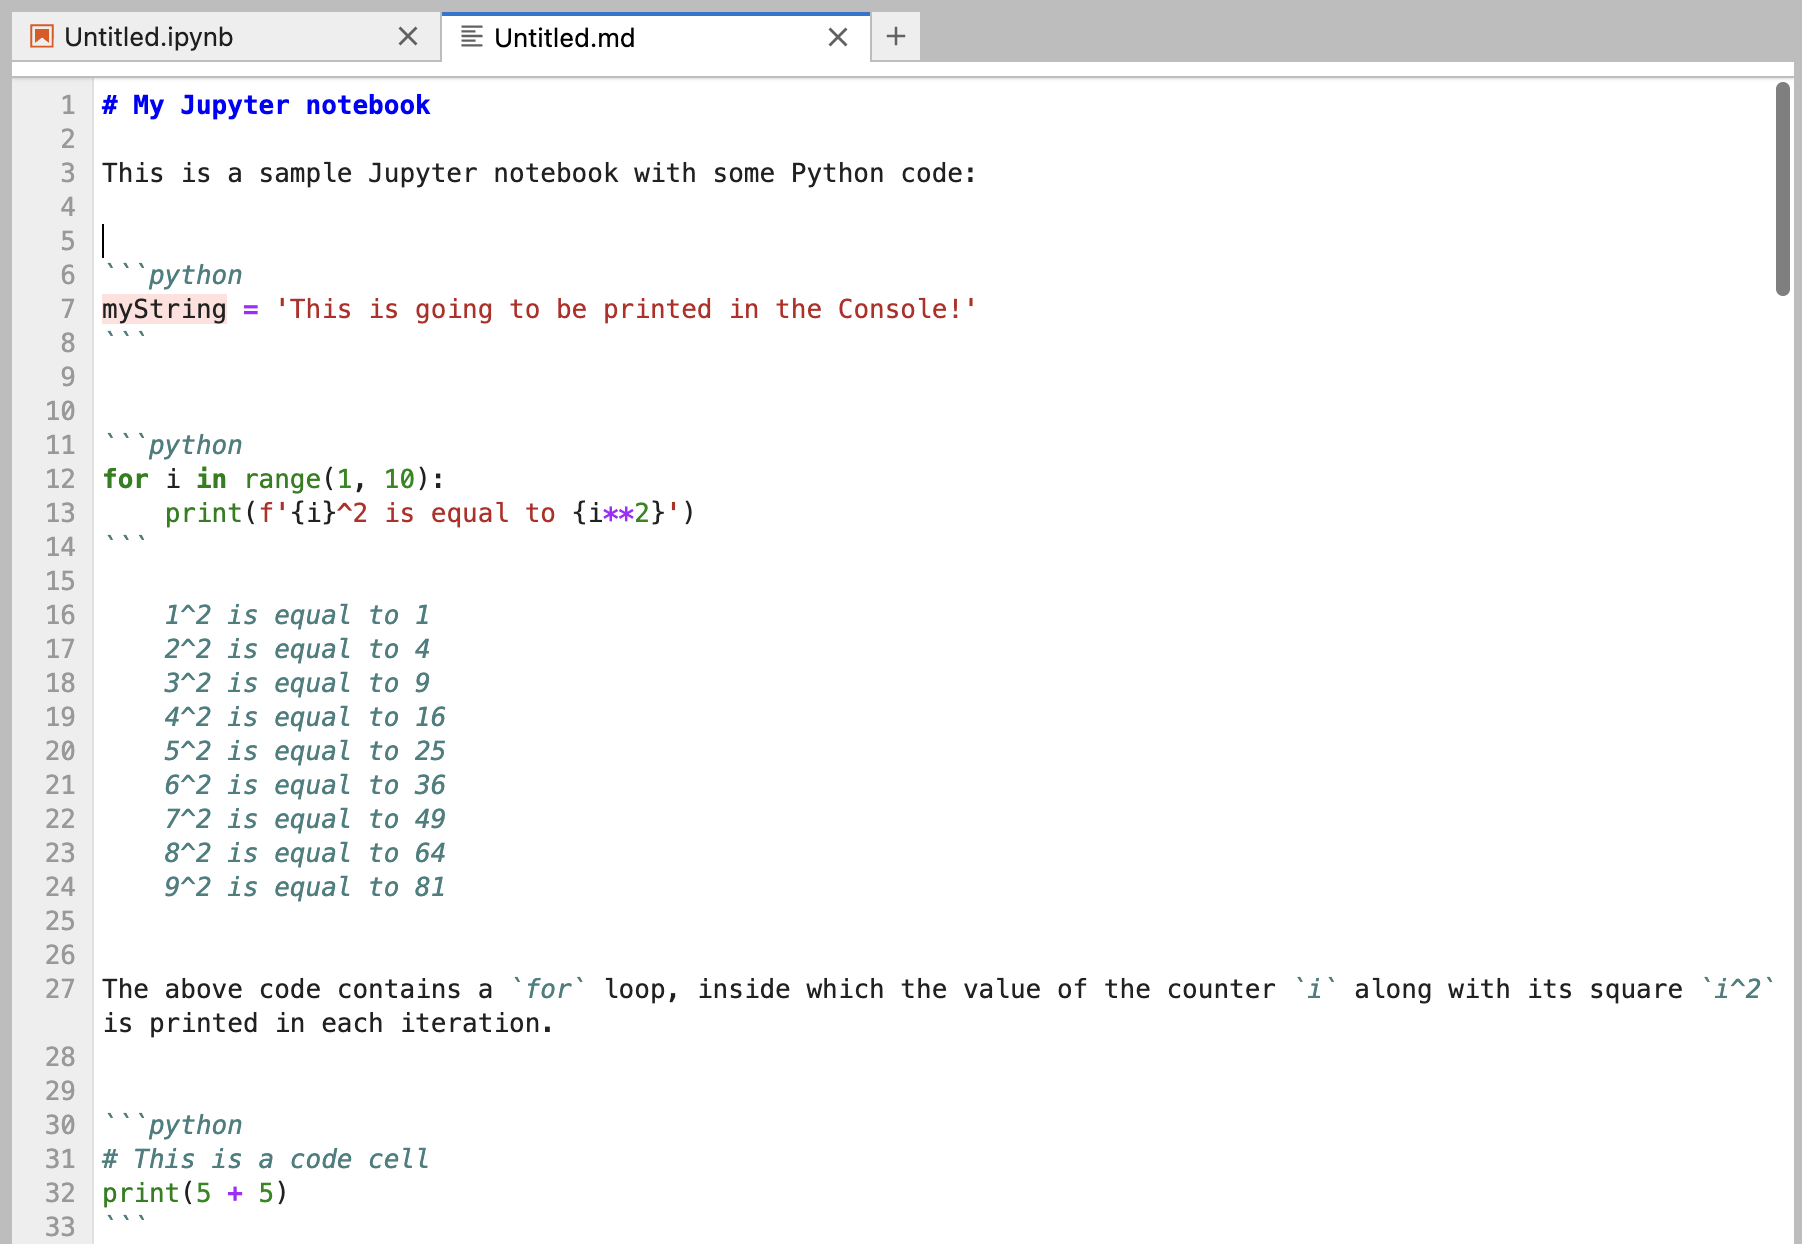 Untitled.ipynb
Untitled.md
1 # My Jupyter notebook
2
3 This is a sample Jupyter notebook with some Python code:
4
5
6 ```python
7 myString = 'This is going to be printed in the Console!'
8 ```
9
10
11 ```python
12 for i in range(1, 10):
13     print(f'{i}^2 is equal to {i**2}')
14 ```
15
16     1^2 is equal to 1
17     2^2 is equal to 4
18     3^2 is equal to 9
19     4^2 is equal to 16
20     5^2 is equal to 25
21     6^2 is equal to 36
22     7^2 is equal to 49
23     8^2 is equal to 64
24     9^2 is equal to 81
25
26
27 The above code contains a `for` loop, inside which the value of the counter `i` along with its square `i^2`
is printed in each iteration.
28
29
30 ```python
31 # This is a code cell
32 print(5 + 5)
33 ```